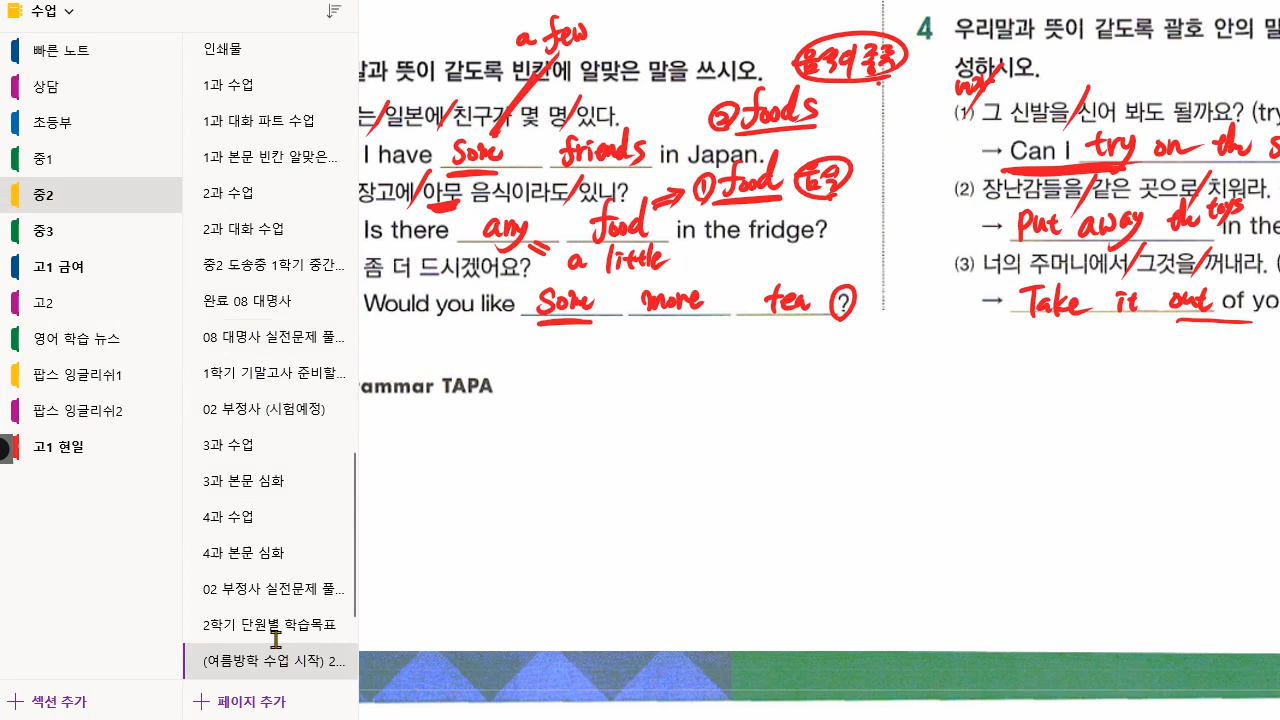 수업
빠른 노트
상담
초등부
중1
중2
중3
고1 금여
고2
영어 학습 뉴스
팝스 잉글리쉬1
팝스 잉글리쉬2
고1 현일
섹션 추가
인쇄물
1과 수업
1과 대화 파트 수업
1과 본문 빈칸 알맞은...
2과 수업
2과 대화 수업
중2 도송중 1학기 중간...
완료 08 대명사
08 대명사 실전문제 풀...
1학기 기말고사 준비할...
02 부정사 (시험예정)
3과 수업
3과 본문 심화
4과 수업
4과 본문 심화
02 부정사 실전문제 풀...
2학기 단원별 학습목표
(여름방학 수업 시작) 2...
페이지 추가
a few
말과 뜻이 같도록 빈칸에 알맞은 말을 쓰시오.
음식의 종류
는 일본에 친구가 몇 명 있다.
② foods
I have some friends in Japan.
장고에 아무 음식이라도 있니?
① food 음식
Is there any food in the fridge?
좀 더 드시겠어요?
a little
Would you like some more tea ?
rammar TAPA
4 우리말과 뜻이 같도록 괄호 안의 말
성하시오.
(1) 그 신발을 신어 봐도 될까요? (try
→ Can I try on the s
(2) 장난감들을 같은 곳으로 치워라.
→ Put away the toys in the
(3) 너의 주머니에서 그것을 꺼내라. (
→ Take it out of yo